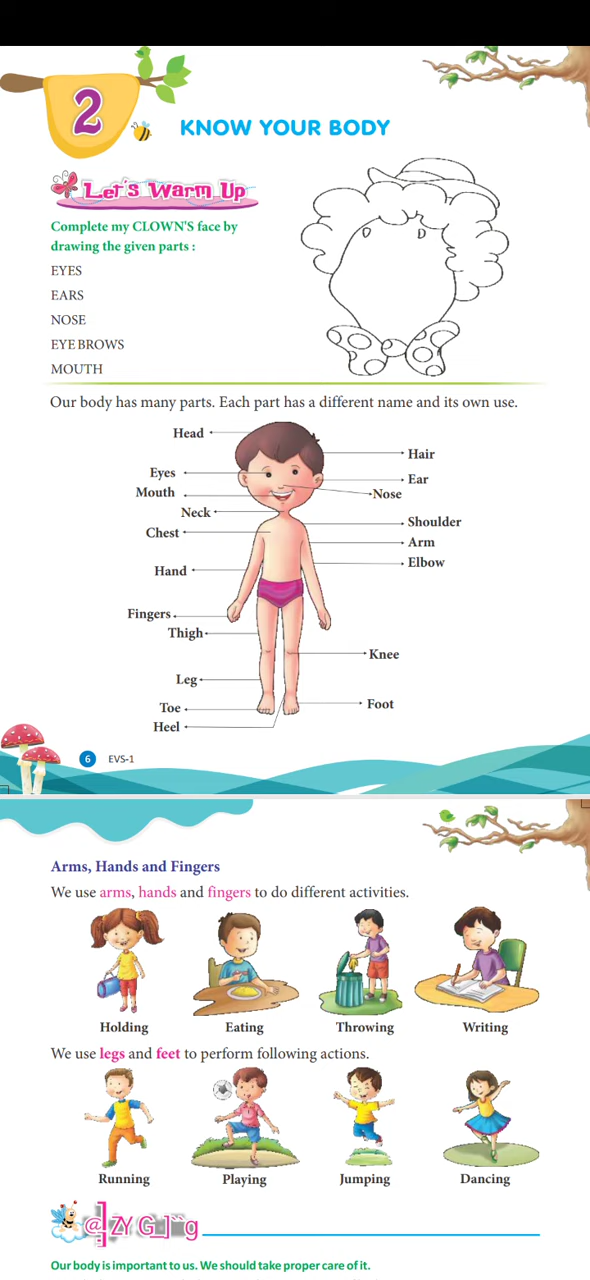 2
KNOW YOUR BODY
Let's Warm Up
Complete my CLOWN'S face by
drawing the given parts :
EYES
EARS
NOSE
EYE BROWS
MOUTH
Our body has many parts. Each part has a different name and its own use.
Head
Hair
Eyes
Ear
Mouth
Nose
Neck
Shoulder
Chest
Arm
Elbow
Hand
Fingers
Thigh
Knee
Leg
Toe
Foot
Heel
6 EVS-1
Arms, Hands and Fingers
We use arms, hands and fingers to do different activities.
Holding Eating Throwing Writing
We use legs and feet to perform following actions.
Running Playing Jumping Dancing
Our body is important to us. We should take proper care of it.